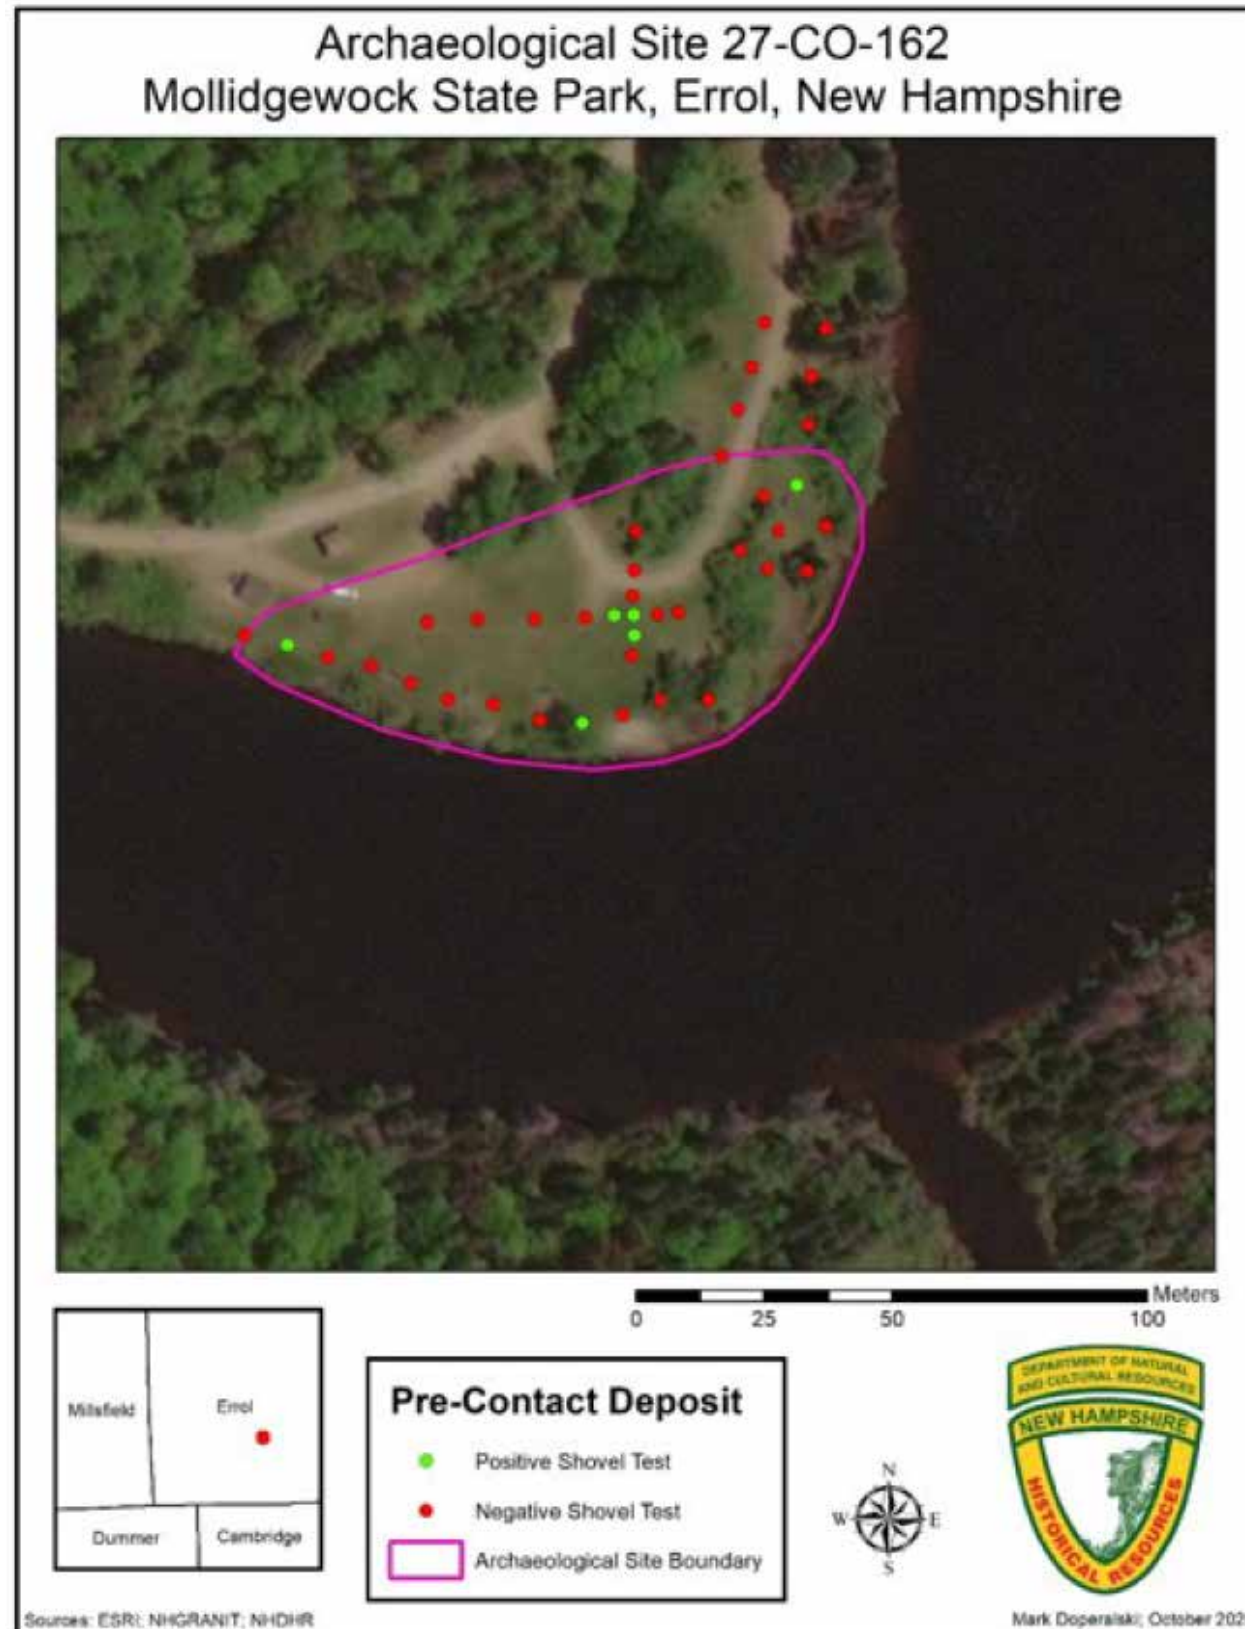 Archaeological Site 27-CO-162
Mollidgewock State Park, Errol, New Hampshire
Meters
0 25 50 100
Millsfield
Errol
Dummer
Cambridge
Pre-Contact Deposit
Positive Shovel Test
Negative Shovel Test
Archaeological Site Boundary
N
W E
S
DEPARTMENT OF NATURAL
AND CULTURAL RESOURCES
NEW HAMPSHIRE
HISTORICAL RESOURCES
Sources: ESRI; NHGRANIT; NHDHR
Mark Doperalski; October 202